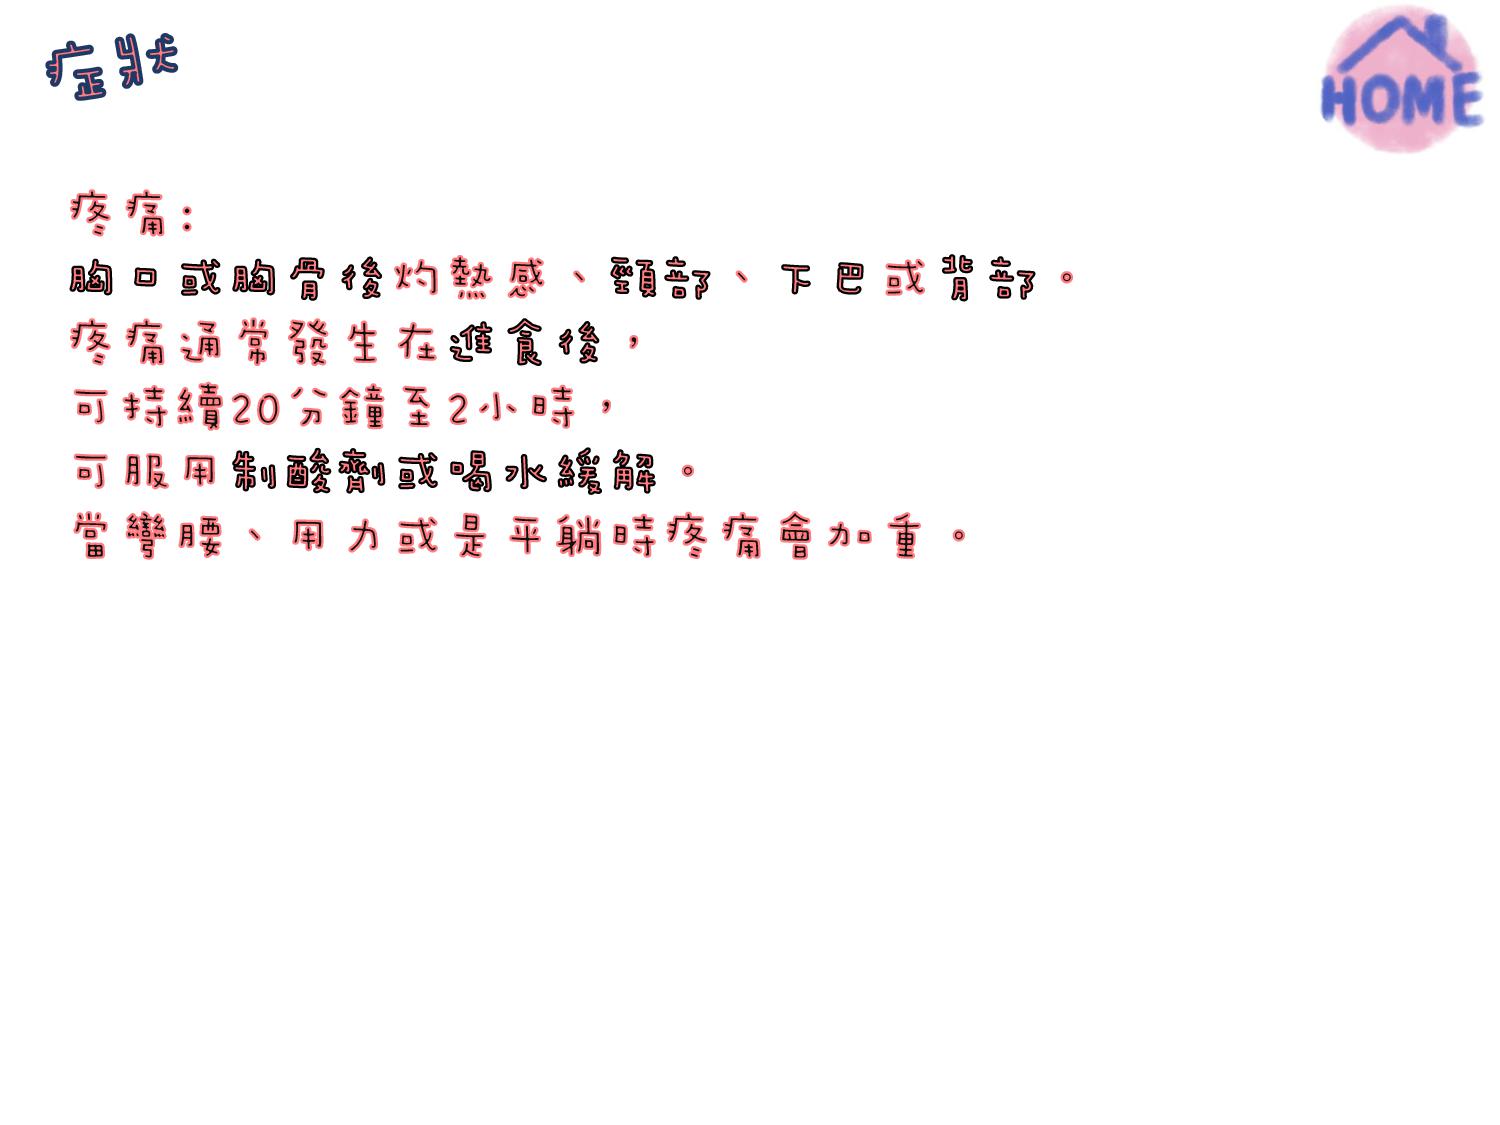 症狀
HOME
疼痛:
胸口或胸骨後灼熱感、頸部、下巴或背部。
疼痛通常發生在進食後，
可持續20分鐘至2小時，
可服用制酸劑或喝水緩解。
當彎腰、用力或是平躺時疼痛會加重。